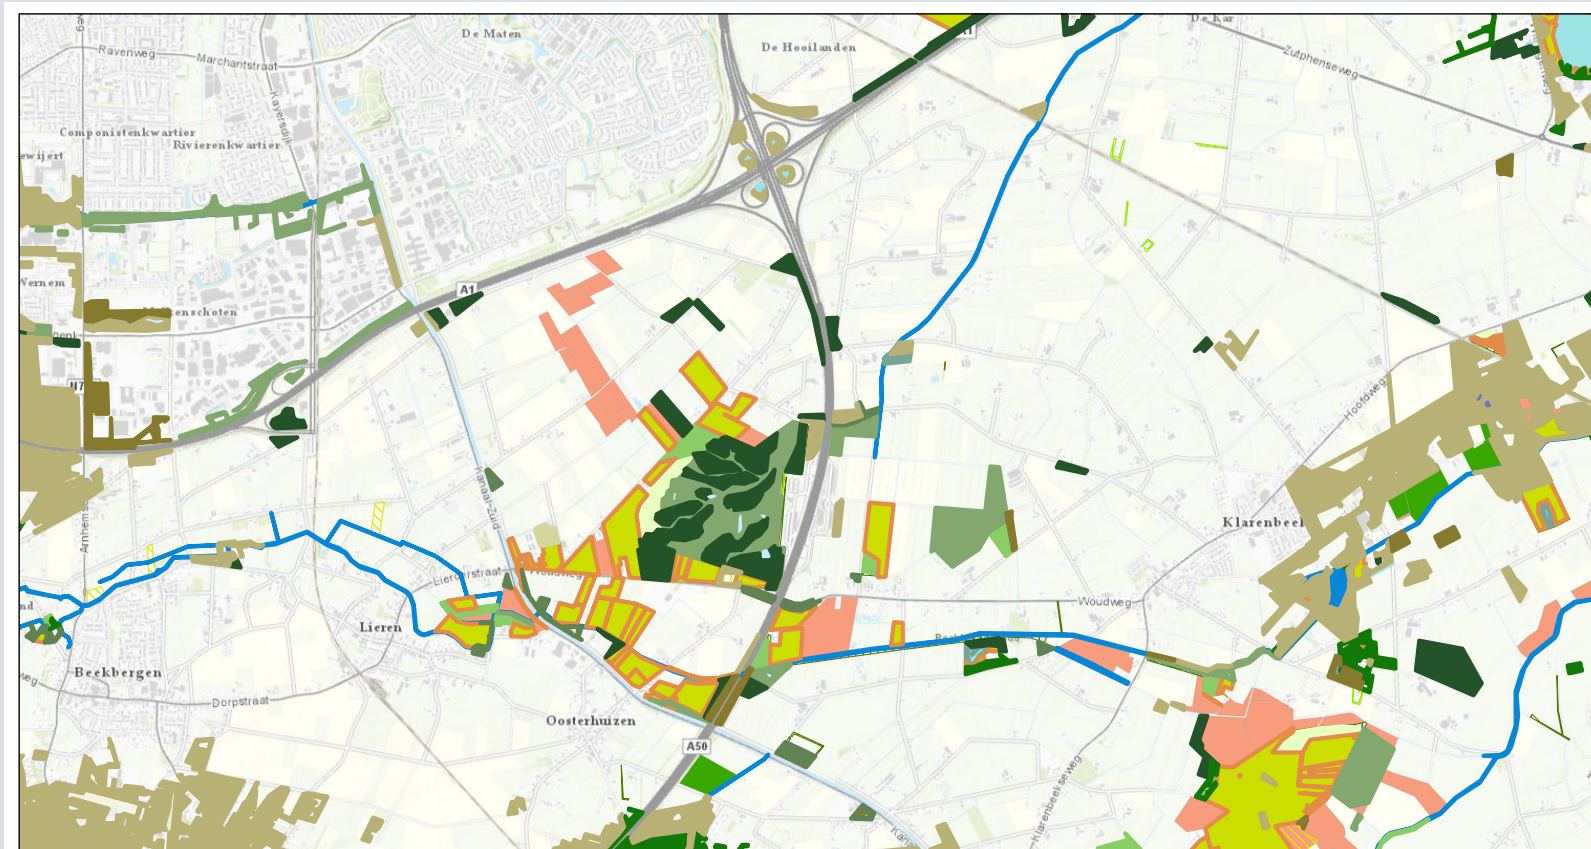 De Maten
De Kar
De Hooilanden
Ravenweg
Marchantstraat
Zutphenseweg
Kayersdijk
Componistenkwartier
Rivierenkwartier
ewijert
Wernem
enschoten
A1
Hoofdweg
Kanaal-Zuid
Klarenbeek
Lierderstraat
Woudweg
Woudweg
Lieren
Beekbergen
Dorpstraat
Oosterhuizen
A50
Klarenbeekseweg